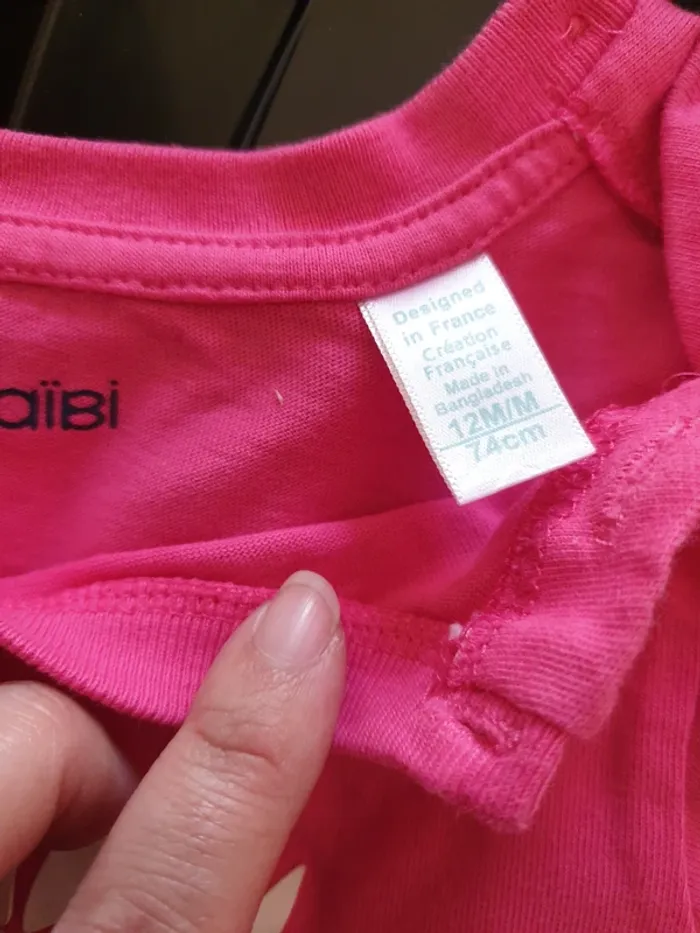 aïBi
Designed
in France
Création
Française
Made in
Bangladesh
12M/M
74cm